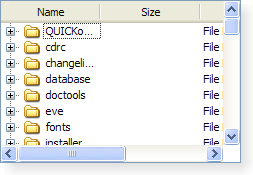 Name Size
QUICKo... File
cdrc File
changeli... File
database File
doctools File
eve File
fonts File
installer File